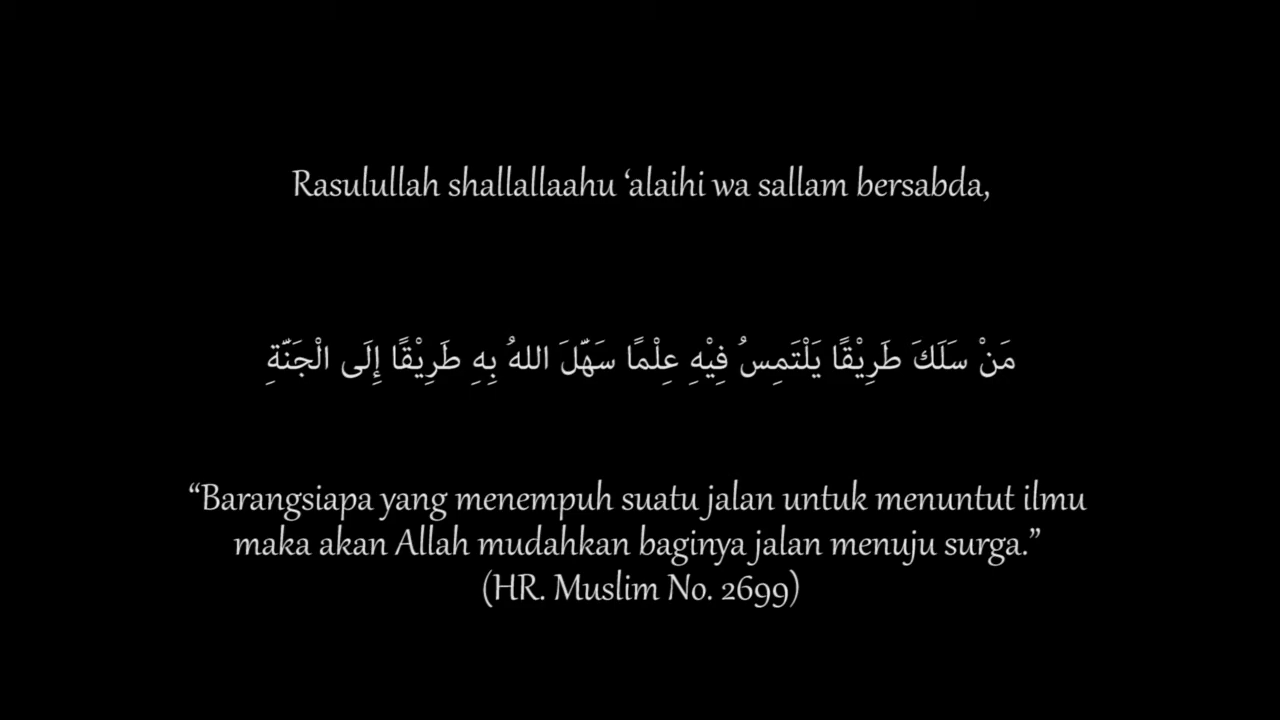 Rasulullah shallallaahu ‘alaihi wa sallam bersabda,
مَنْ سَلَكَ طَرِيْقًا يَلْتَمِسُ فِيْهِ عِلْمًا سَهَّلَ اللهُ بِهِ طَرِيْقًا إِلَى الْجَنَّةِ
“Barangsiapa yang menempuh suatu jalan untuk menuntut ilmu
maka akan Allah mudahkan baginya jalan menuju surga.”
(HR. Muslim No. 2699)